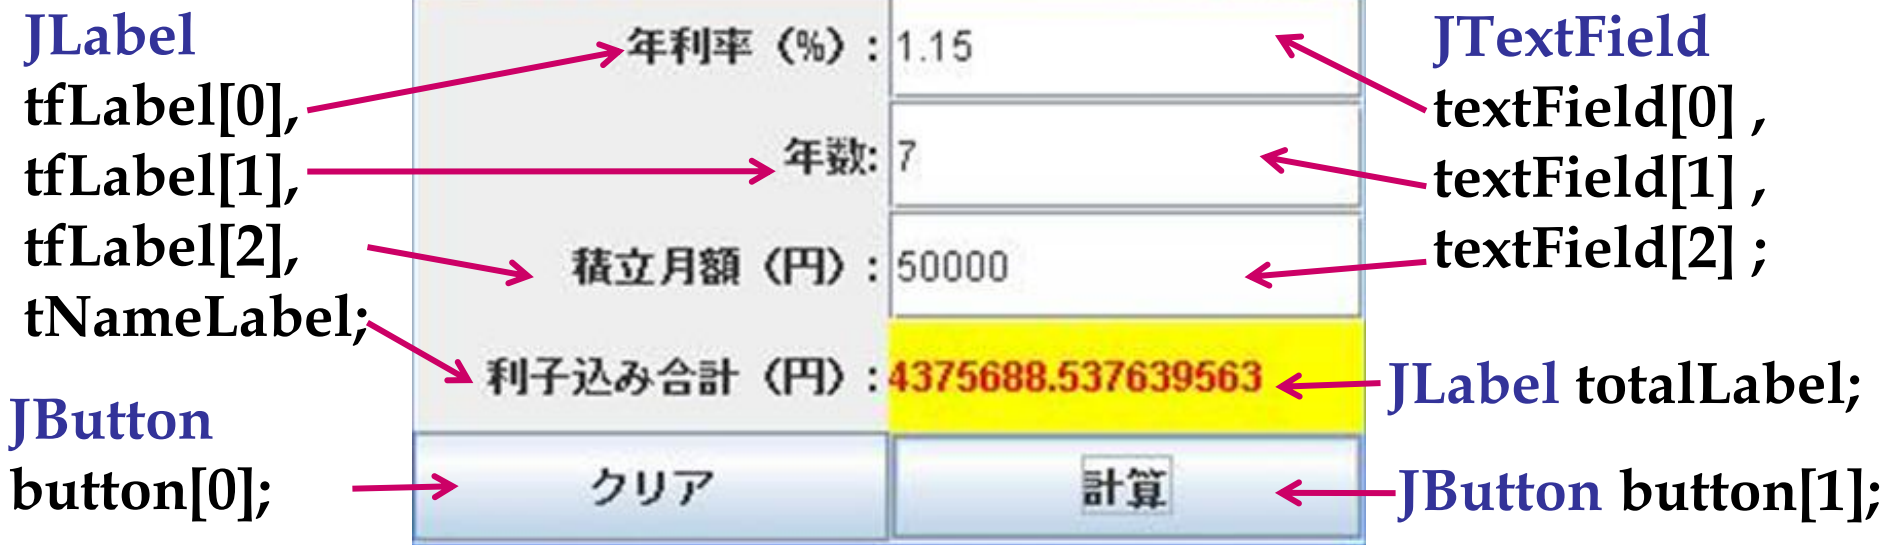 JLabel
tfLabel[0],
tfLabel[1],
tfLabel[2],
tNameLabel;
JButton
button[0];
年利率（%）: 1.15
年数: 7
積立月額（円）: 50000
利子込み合計（円）: 4375688.537639563
クリア 計算
JTextField
textField[0] ,
textField[1] ,
textField[2] ;
JLabel totalLabel;
JButton button[1];